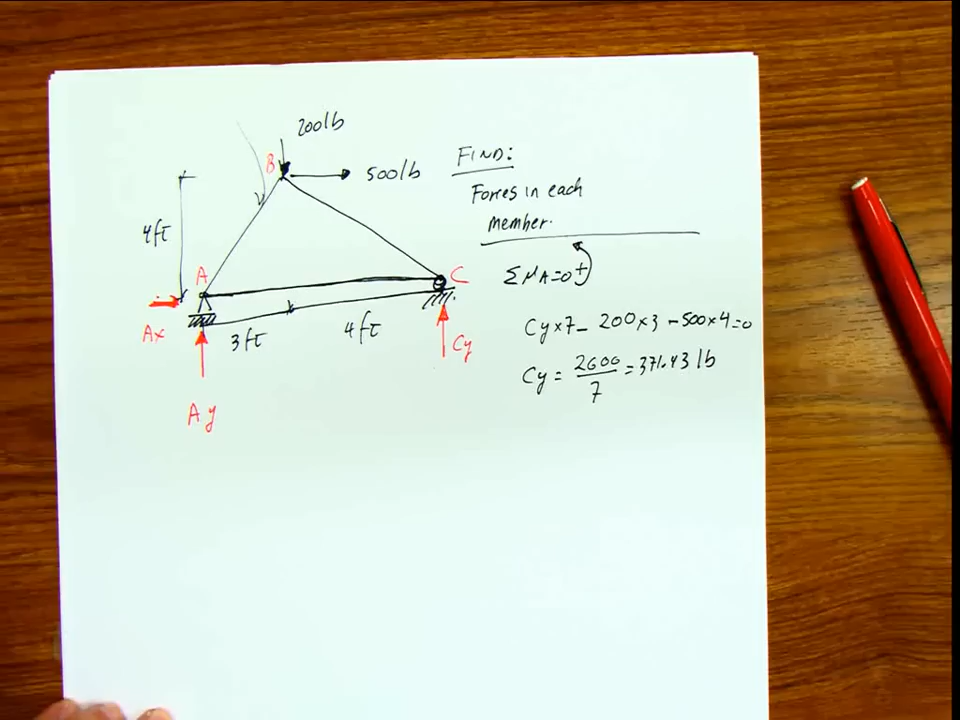 200lb
B
500lb
4ft
A
C
Ax
3ft
4ft
Cy
Ay
FIND:
Forces in each
member.
ΣMA=0+
Cy×7- 200×3 -500×4=0
Cy= 2600/7 =371.43 lb